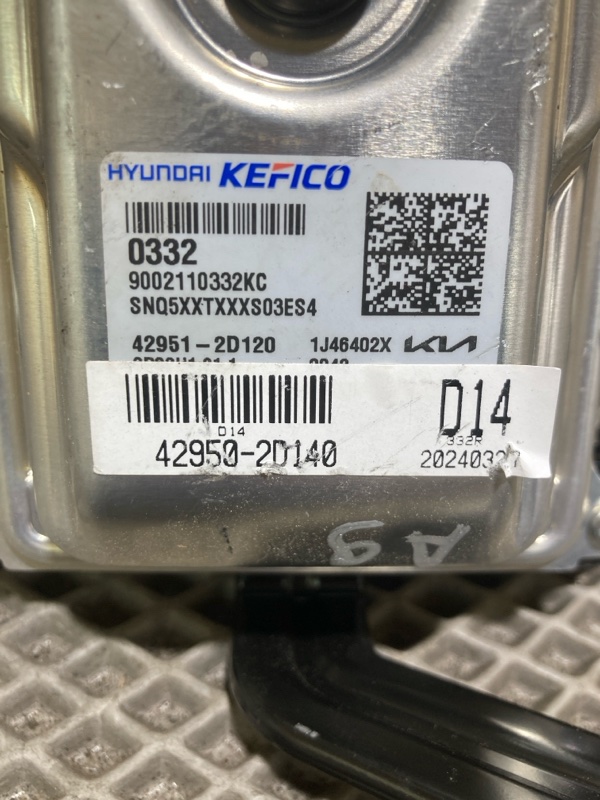 HYUNDAI KEFICO
0332
9002110332KC
SNQ5XXTXXXS03ES4
42951-2D120 1J46402X KIA
D14
D14
332R
42950-2D140
A9